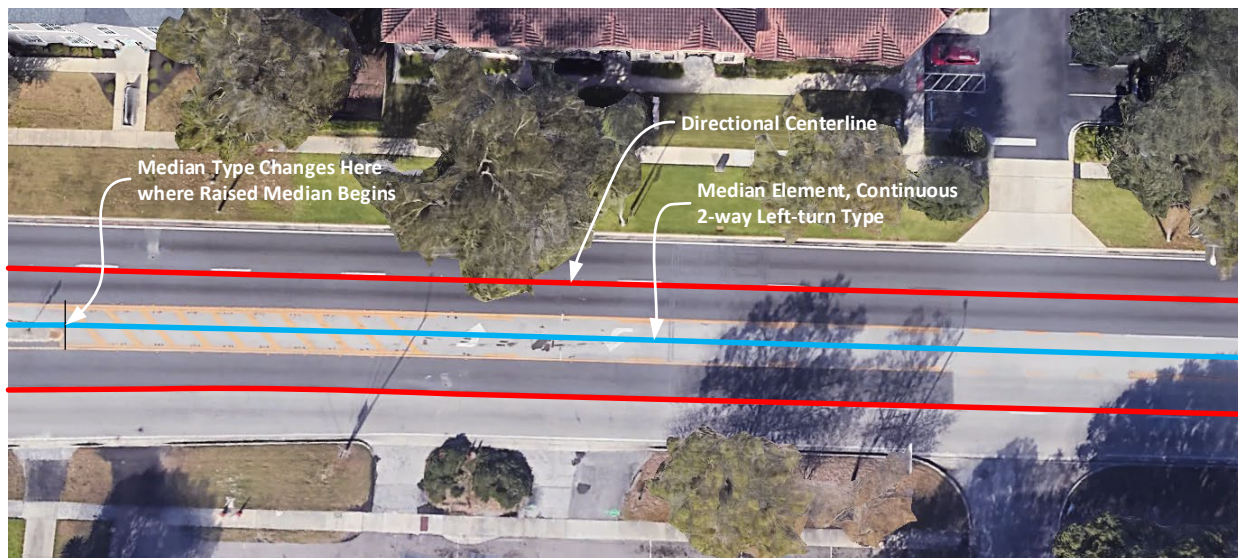 Directional Centerline
Median Type Changes Here
where Raised Median Begins
Median Element, Continuous
2-way Left-turn Type